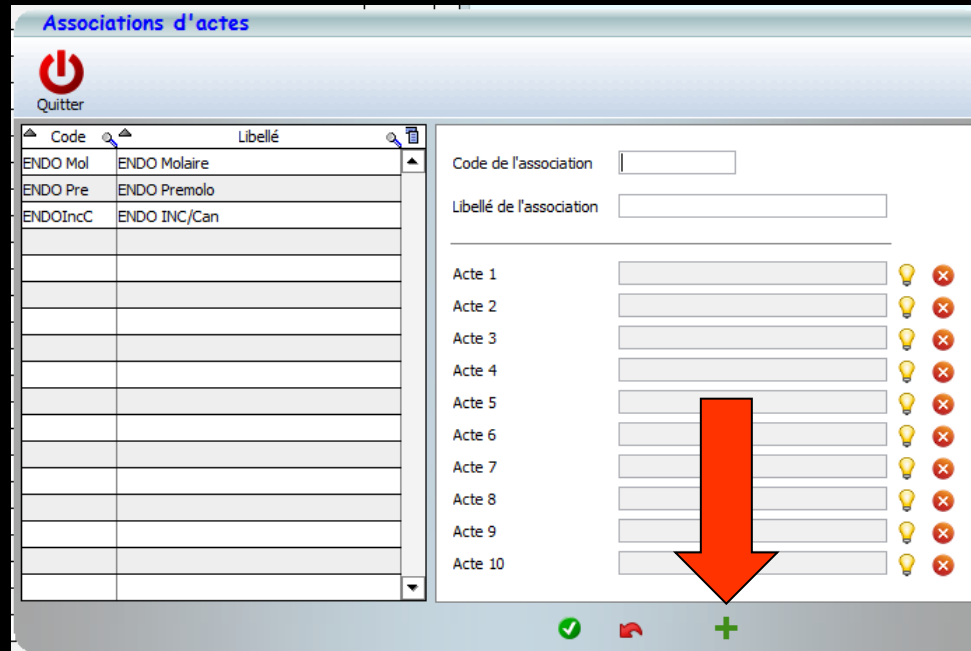 Associations d'actes
Quitter
Code Libellé
ENDO Mol ENDO Molaire
ENDO Pre ENDO Premolo
ENDOIncC ENDO INC/Can
Code de l'association
Libellé de l'association
Acte 1
Acte 2
Acte 3
Acte 4
Acte 5
Acte 6
Acte 7
Acte 8
Acte 9
Acte 10